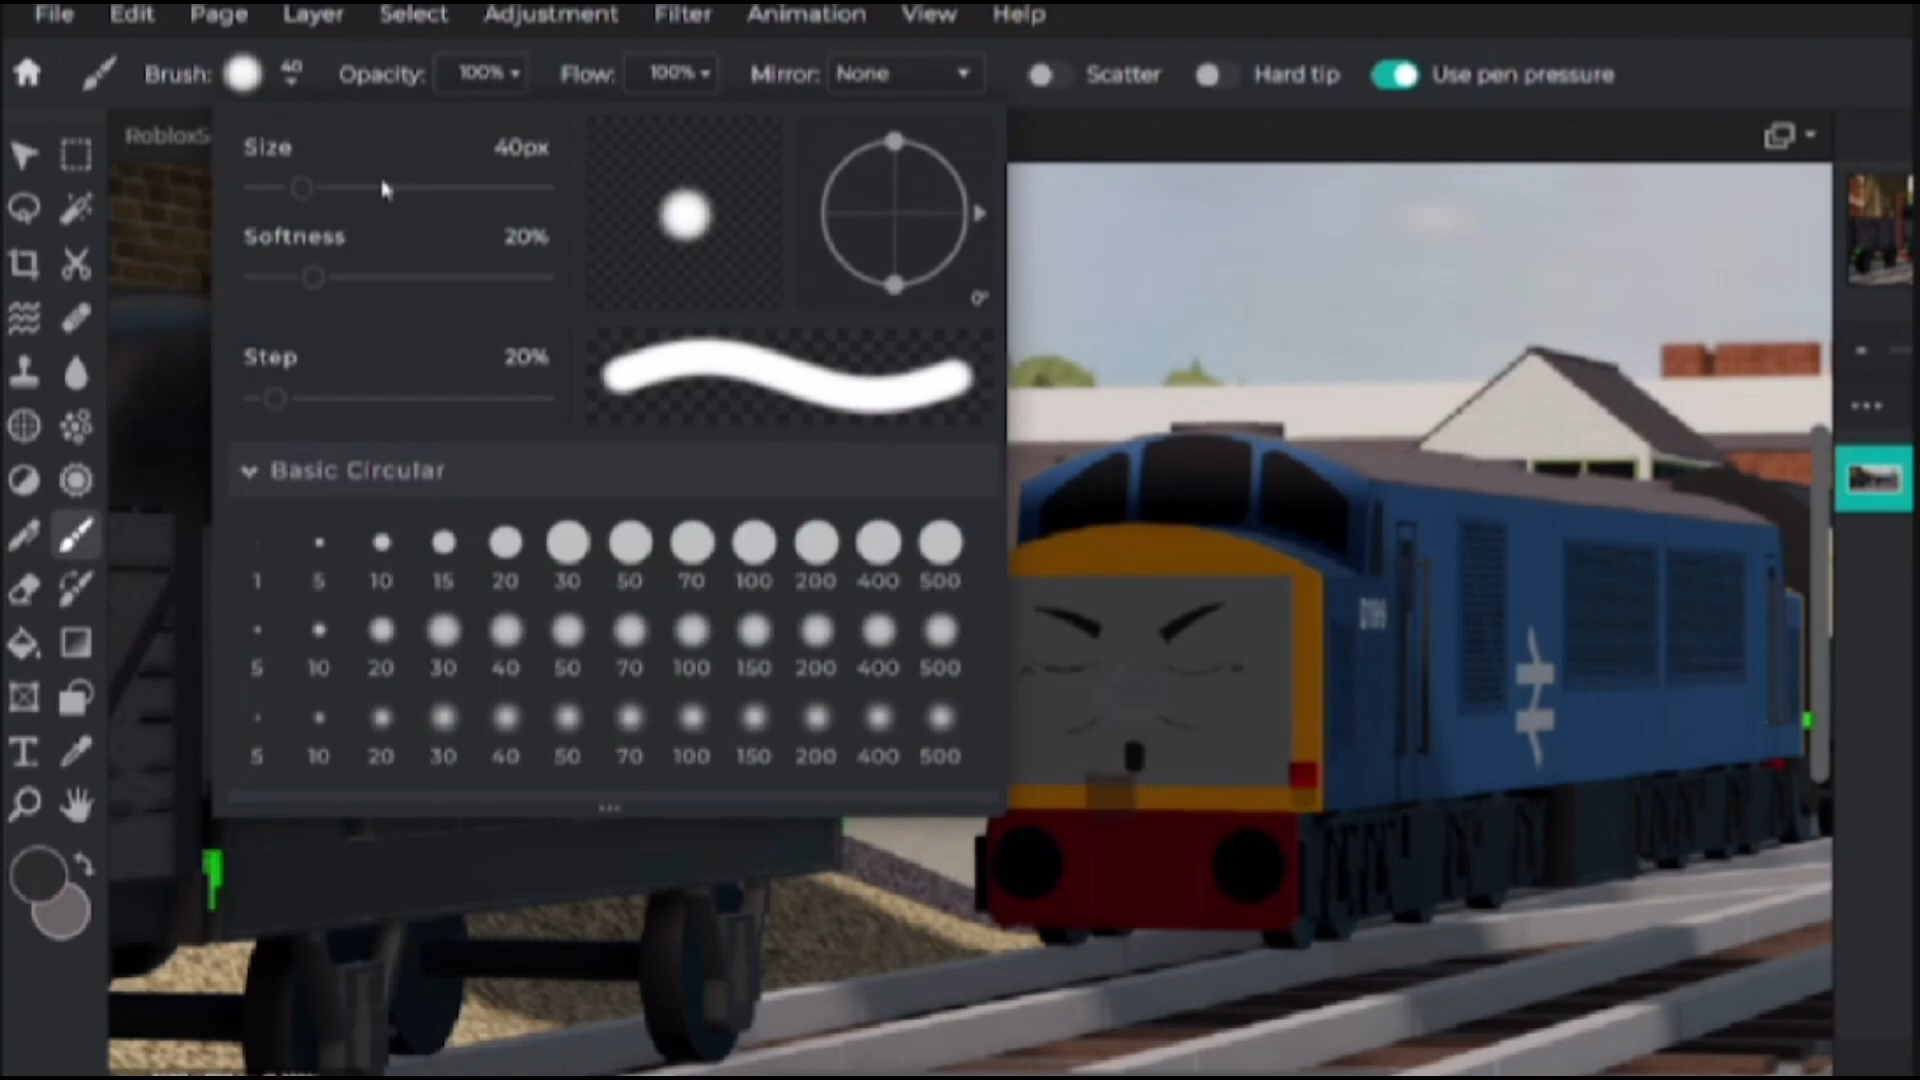 File Edit Page Layer Select Adjustment Filter Animation View Help
Brush: 40 Opacity: 100% Flow: 100% Mirror: None Scatter Hard tip Use pen pressure
RobloxS
Size 40px
Softness 20%
0°
Step 20%
Basic Circular
1 5 10 15 20 30 50 70 100 200 400 500
5 10 20 30 40 50 70 100 150 200 400 500
5 10 20 30 40 50 70 100 150 200 400 500